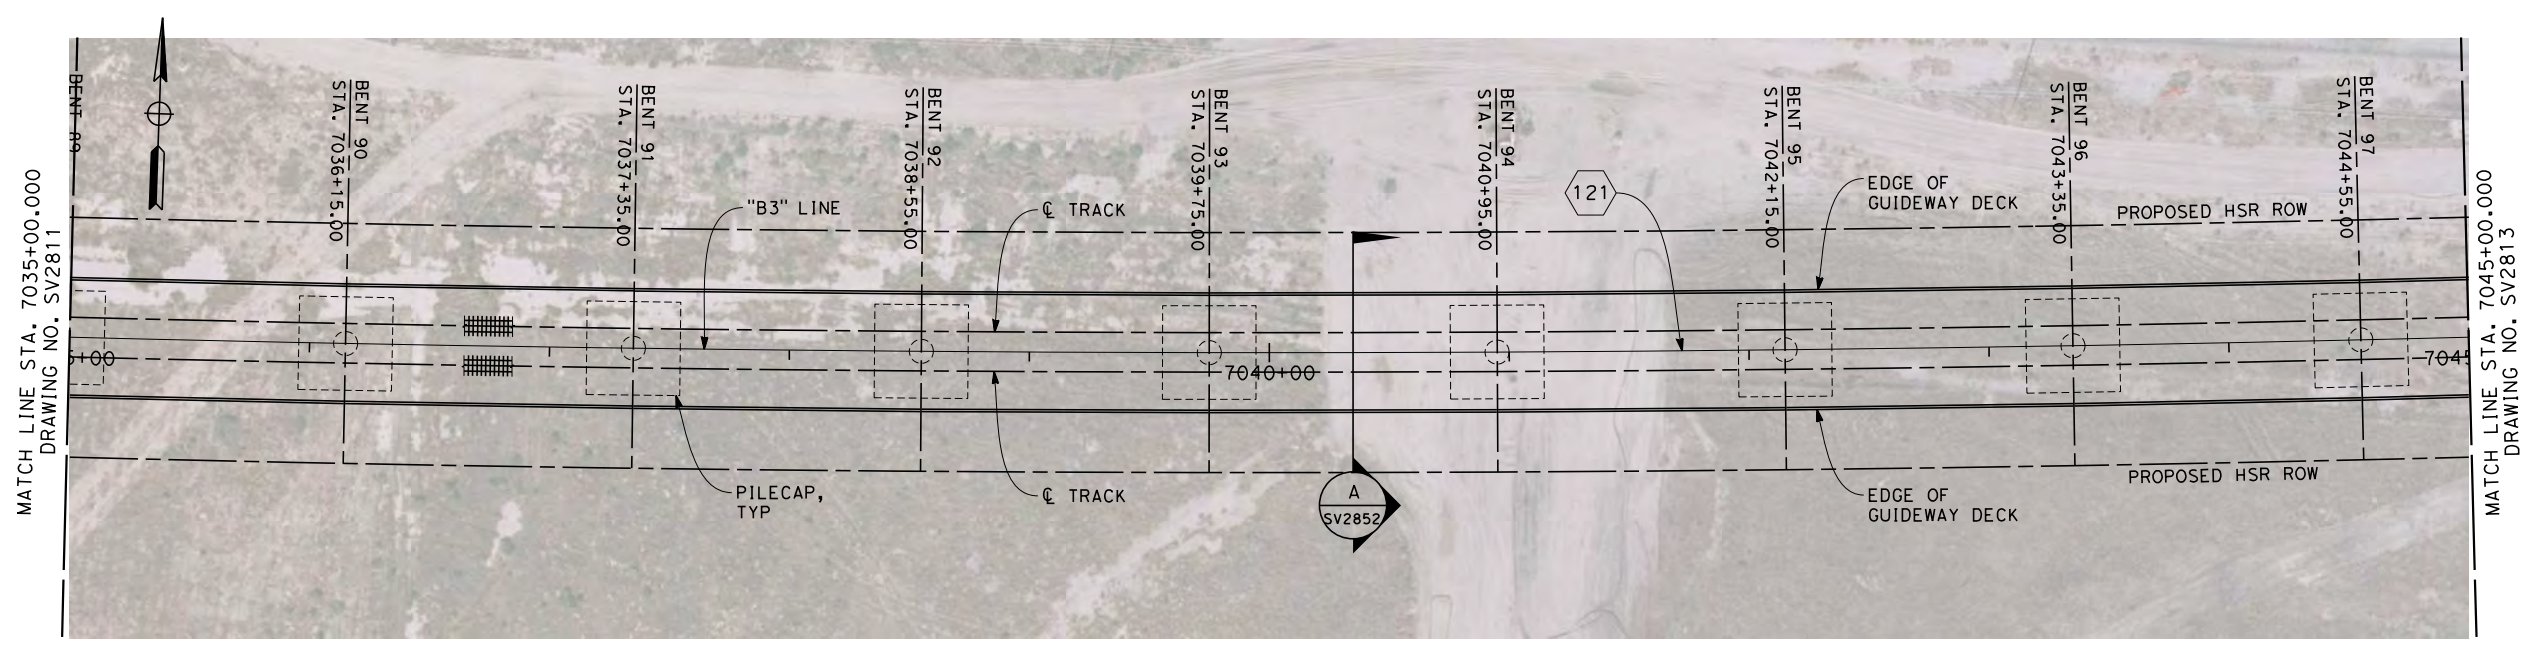 MATCH LINE STA. 7035+00.000
DRAWING NO. SV2811
BENT 89
BENT 90
STA. 7036+15.00
BENT 91
STA. 7037+35.00
BENT 92
STA. 7038+55.00
BENT 93
STA. 7039+75.00
BENT 94
STA. 7040+95.00
BENT 95
STA. 7042+15.00
BENT 96
STA. 7043+35.00
BENT 97
STA. 7044+55.00
"B3" LINE
℄ TRACK
121
EDGE OF
GUIDEWAY DECK
PROPOSED HSR ROW
5+00
7040+00
7045
PILECAP,
TYP
℄ TRACK
A
SV2852
EDGE OF
GUIDEWAY DECK
PROPOSED HSR ROW
MATCH LINE STA. 7045+00.000
DRAWING NO. SV2813